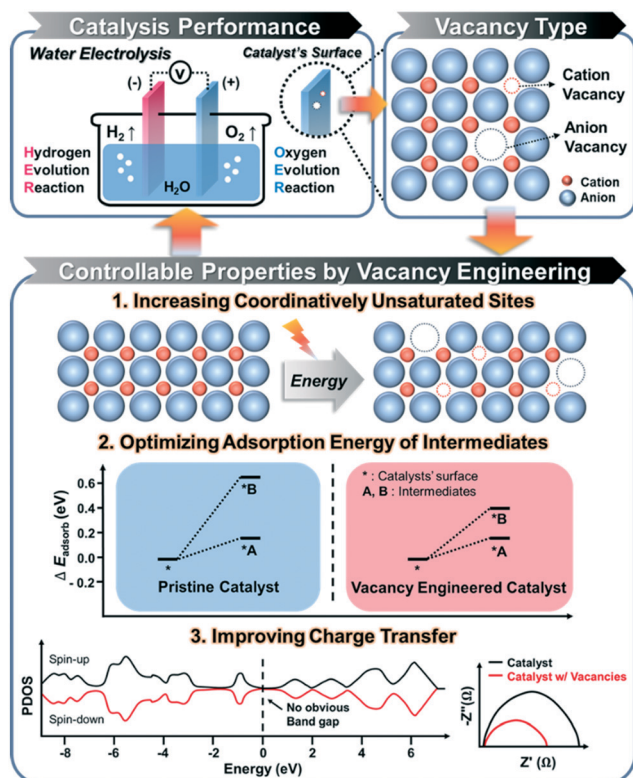 Catalysis Performance
Water Electrolysis
Catalyst's Surface
(-)
V
(+)
H₂↑
O₂↑
Hydrogen
Evolution
Reaction
Oxygen
Evolution
Reaction
H₂O
Vacancy Type
Cation
Vacancy
Anion
Vacancy
Cation
Anion
Controllable Properties by Vacancy Engineering
1. Increasing Coordinatively Unsaturated Sites
Energy
2. Optimizing Adsorption Energy of Intermediates
Δ E adsorb (eV)
0.6
0.4
0.2
0.0
- 0.2
*B
*A
*
Pristine Catalyst
* : Catalysts' surface
A, B : Intermediates
*B
*A
*
Vacancy Engineered Catalyst
3. Improving Charge Transfer
PDOS
Spin-up
Spin-down
No obvious
Band gap
-8 -6 -4 -2 0 2 4 6
Energy (eV)
Catalyst
Catalyst w/ Vacancies
-Z"(Ω)
Z' (Ω)